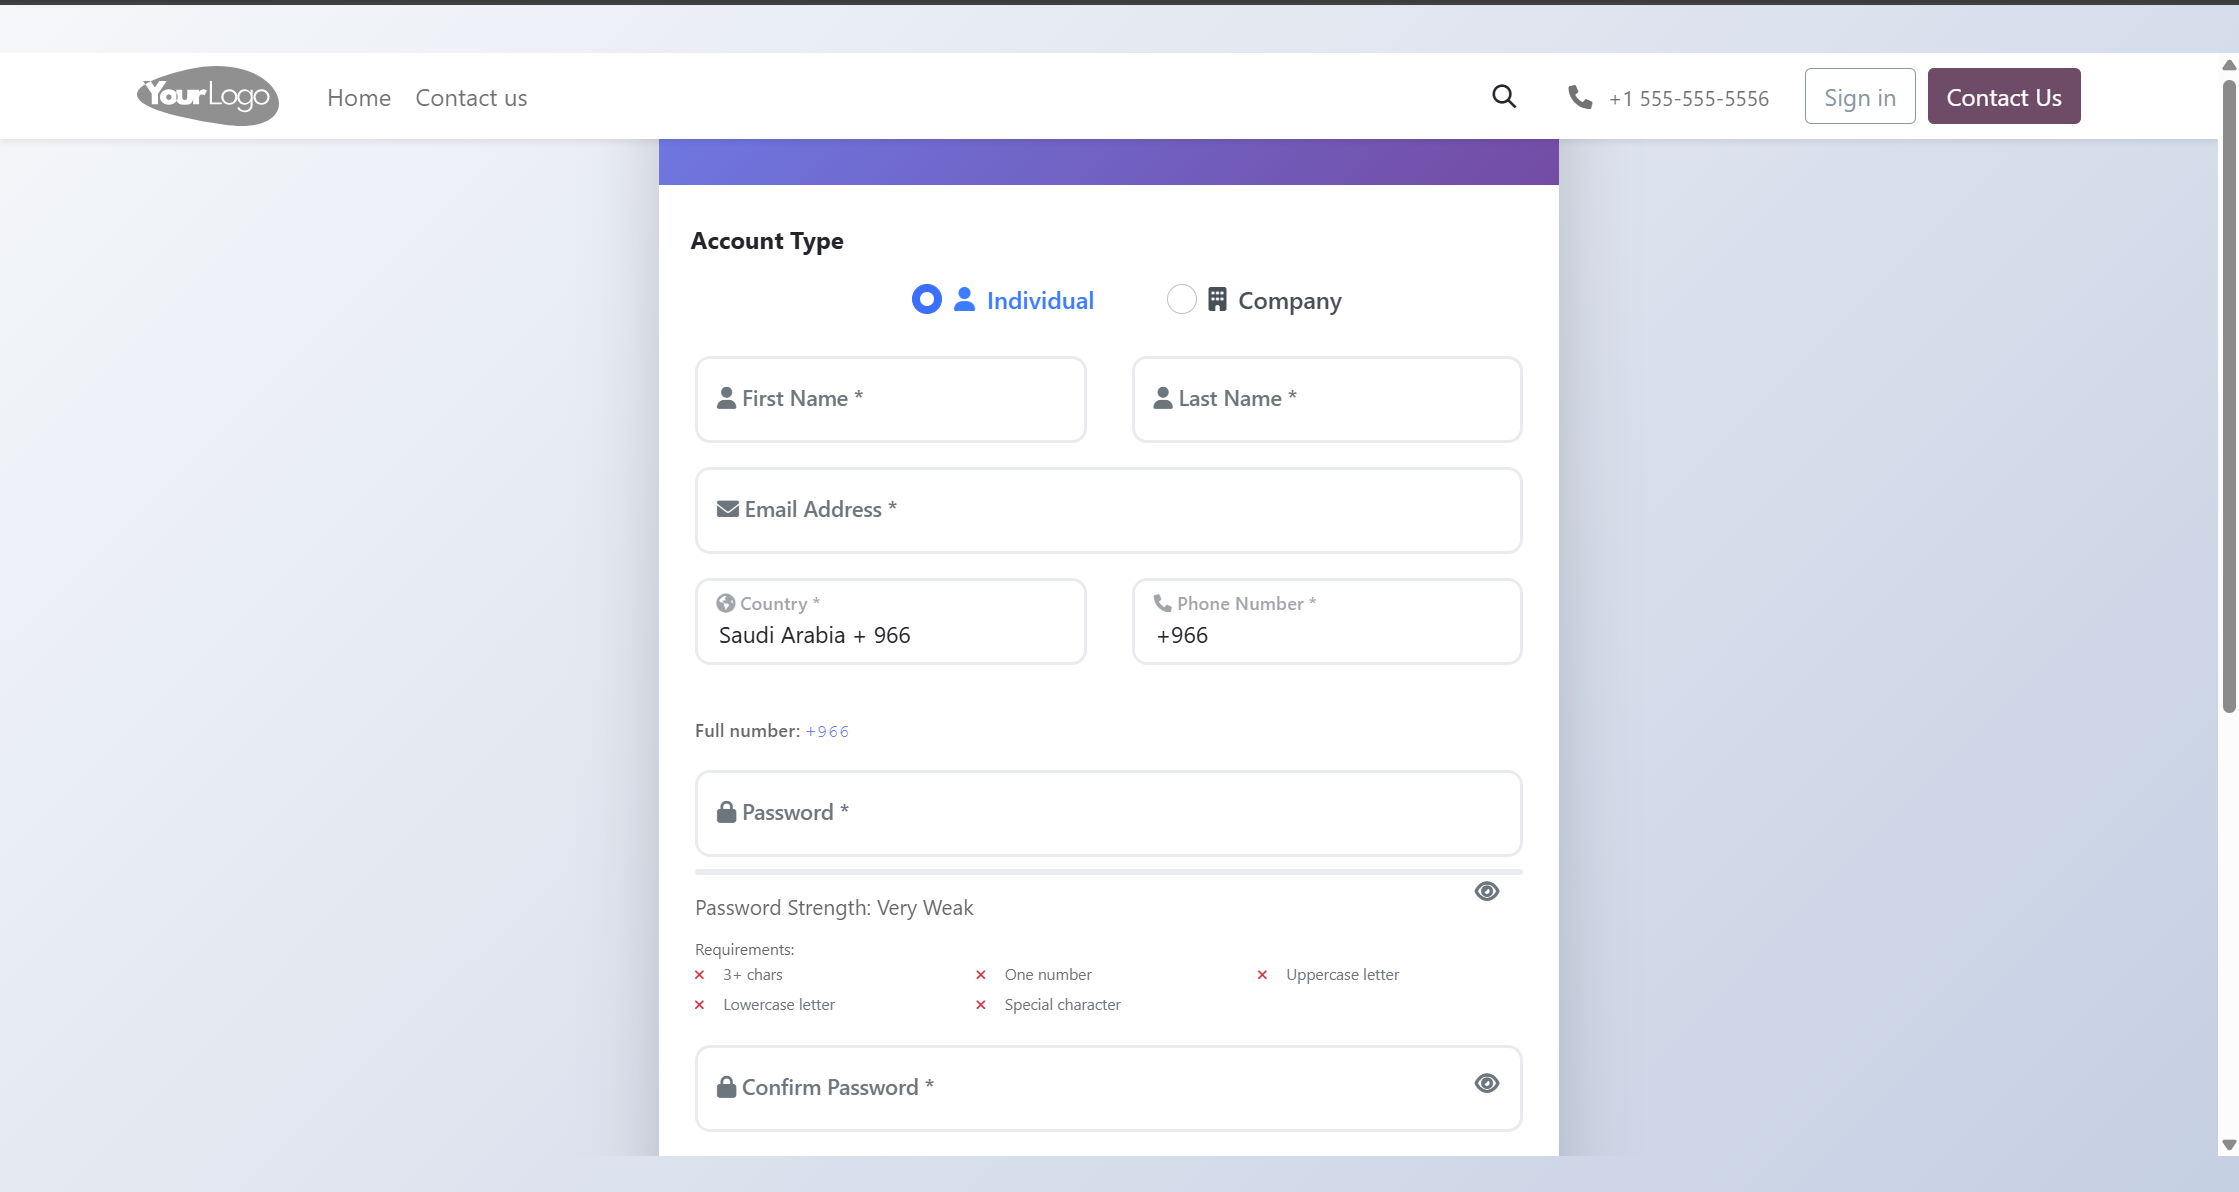 YourLogo
Home Contact us +1 555-555-5556 Sign in Contact Us
Account Type
Individual Company
First Name * Last Name *
Email Address *
Country * Phone Number *
Saudi Arabia + 966 +966
Full number: +966
Password *
Password Strength: Very Weak
Requirements:
× 3+ chars × One number × Uppercase letter
× Lowercase letter × Special character
Confirm Password *